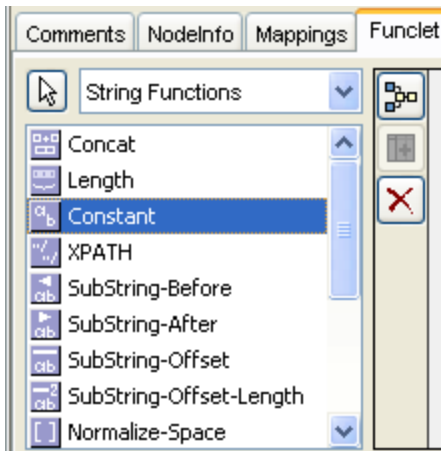 Comments NodeInfo Mappings Funclet
String Functions
Concat
Length
Constant
XPATH
SubString-Before
SubString-After
SubString-Offset
SubString-Offset-Length
Normalize-Space